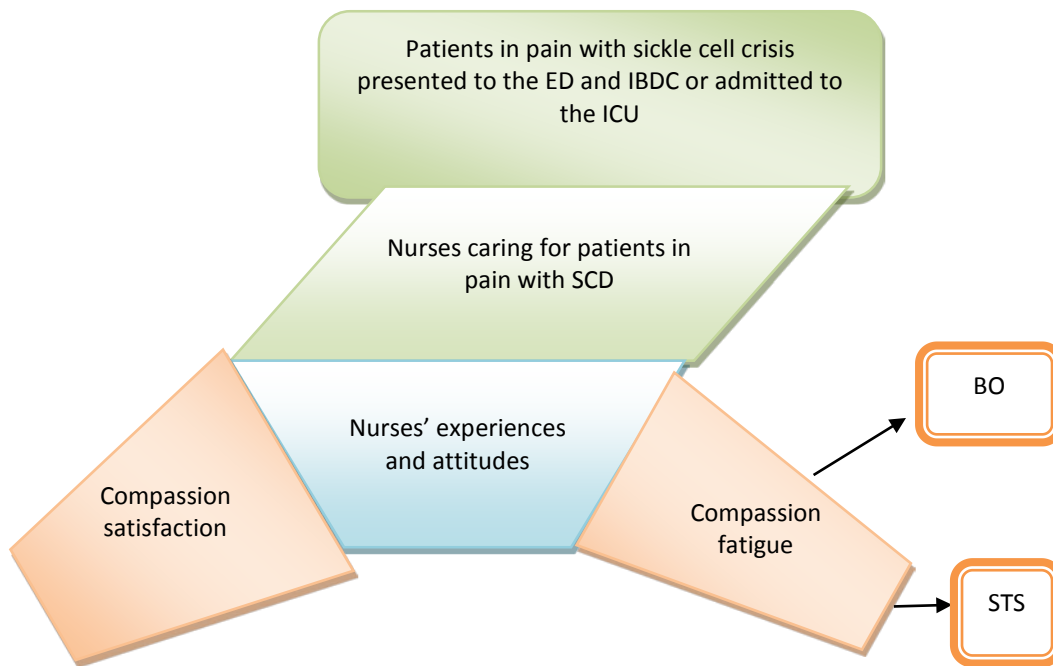 Patients in pain with sickle cell crisis
presented to the ED and IBDC or admitted to
the ICU
Nurses caring for patients in
pain with SCD
BO
Nurses’ experiences
and attitudes
Compassion
satisfaction
Compassion
fatigue
STS